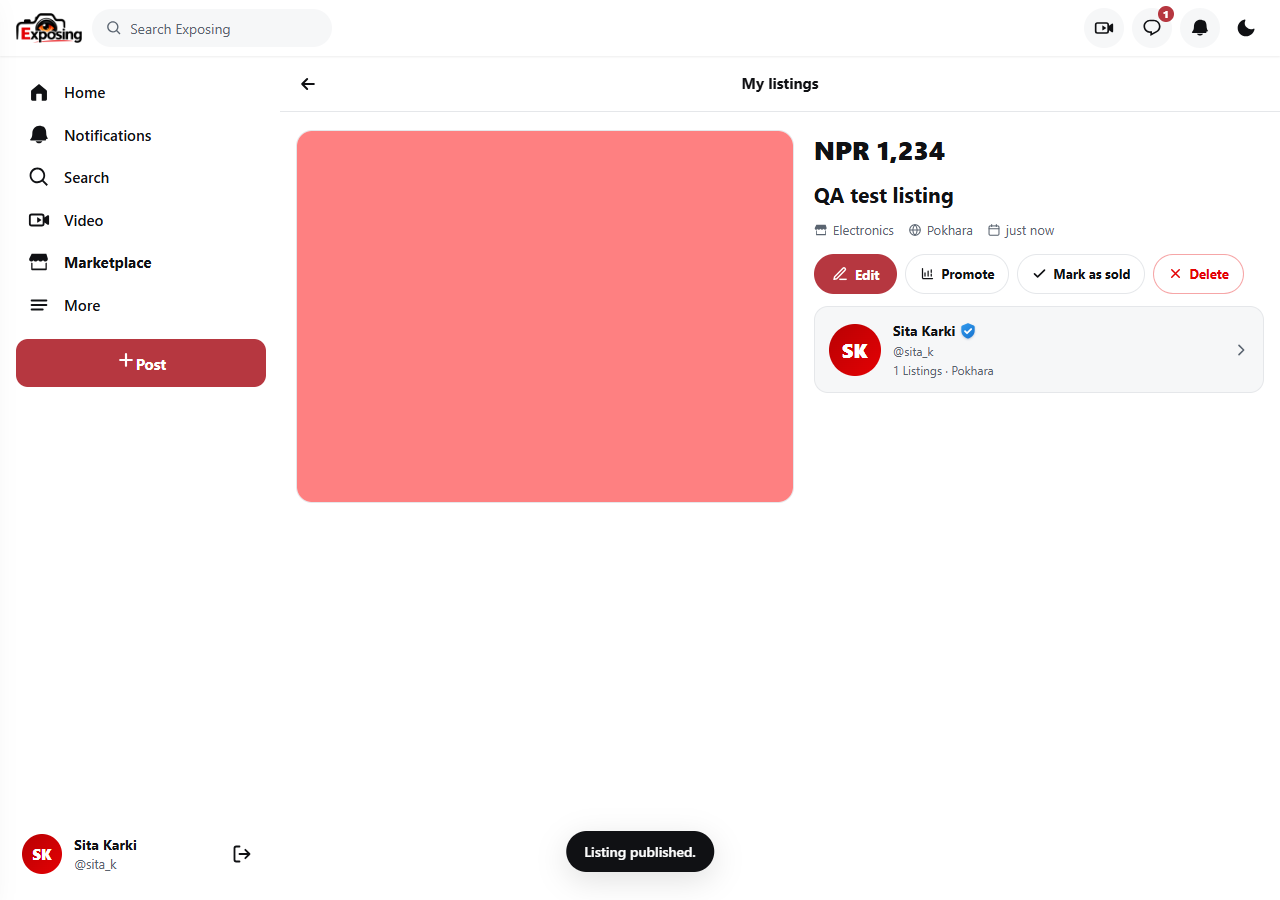 Exposing
Search Exposing
1
Home
Notifications
Search
Video
Marketplace
More
+ Post
My listings
NPR 1,234
QA test listing
Electronics Pokhara just now
Edit Promote Mark as sold Delete
SK
Sita Karki
@sita_k
1 Listings · Pokhara
SK
Sita Karki
@sita_k
Listing published.